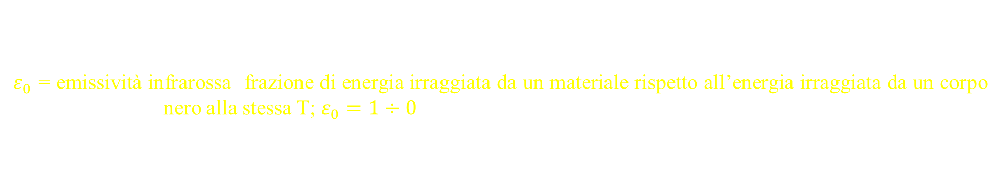 ε₀ = emissività infrarossa  frazione di energia irraggiata da un materiale rispetto all’energia irraggiata da un corpo
nero alla stessa T; ε₀ = 1 ÷ 0